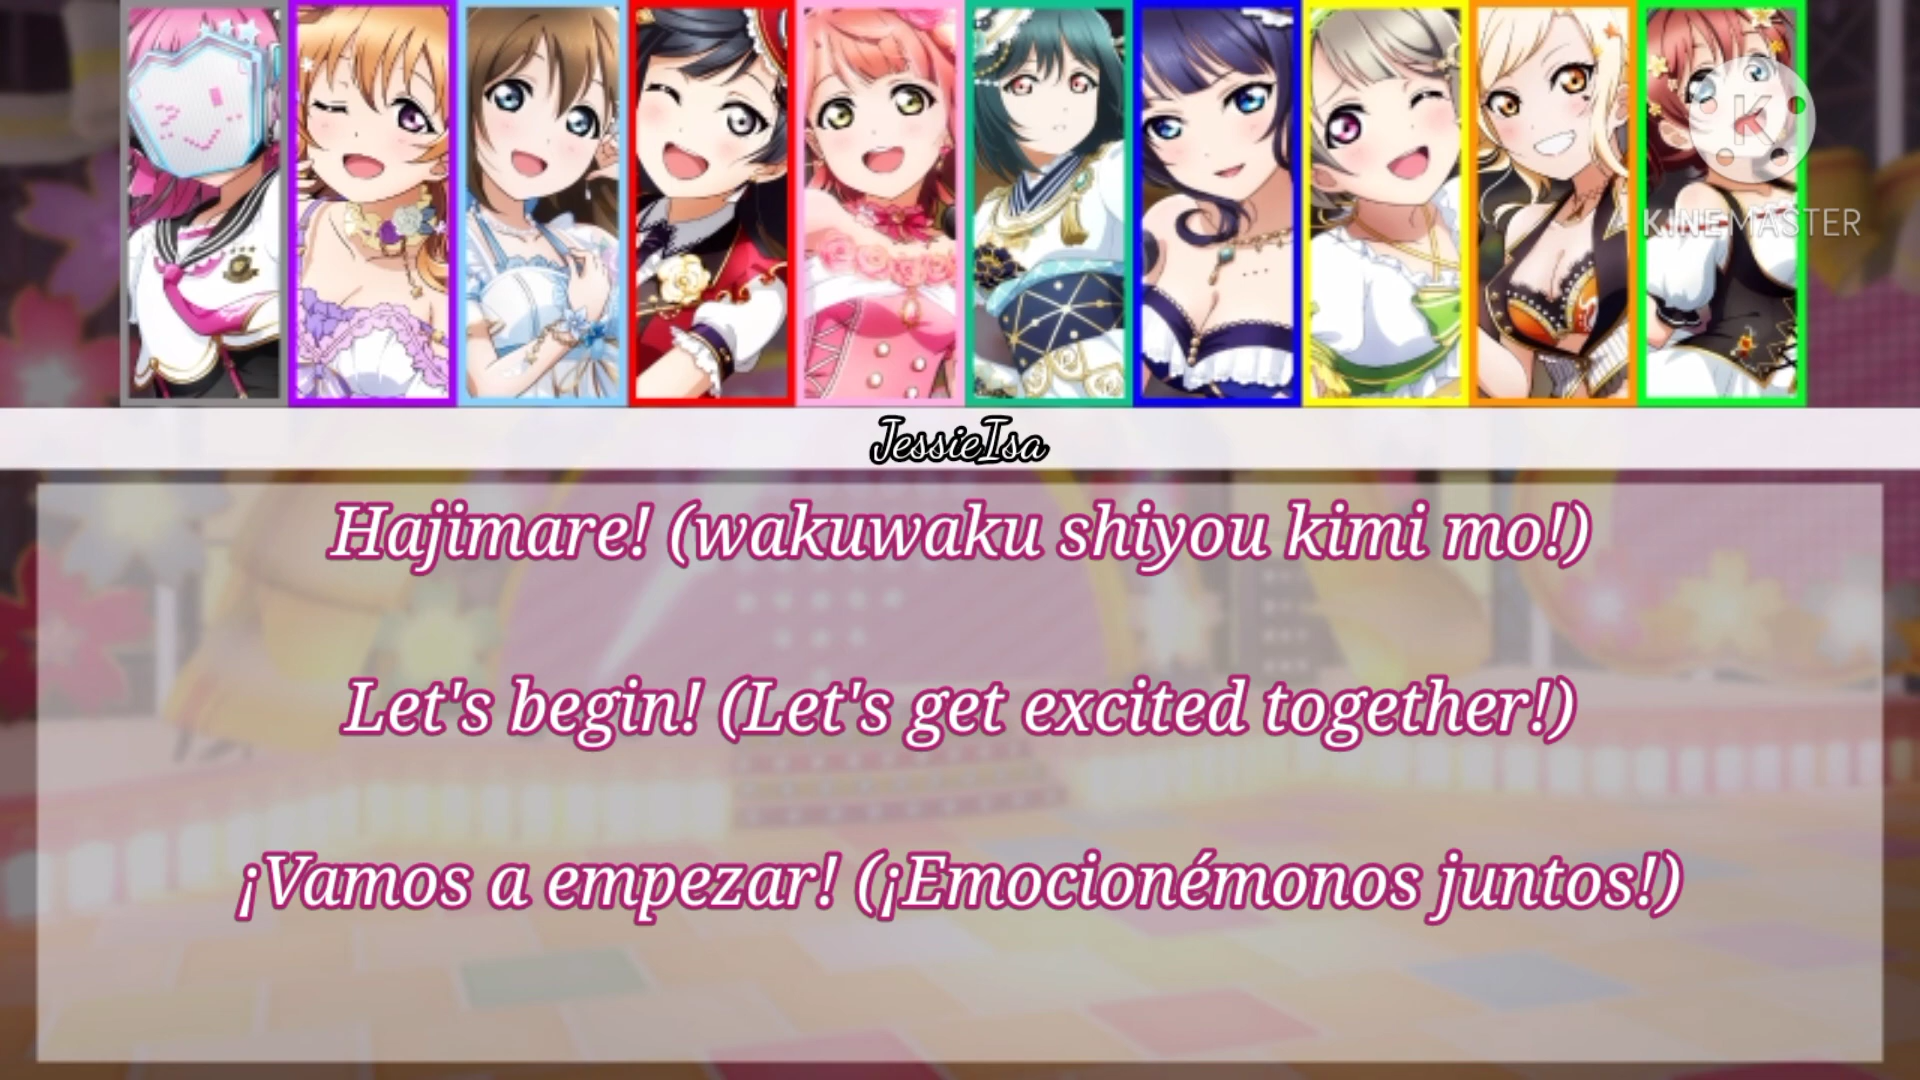 K
KINEMASTER
JessieIsa
Hajimare! (wakuwaku shiyou kimi mo!)
Let's begin! (Let's get excited together!)
¡Vamos a empezar! (¡Emocionémonos juntos!)